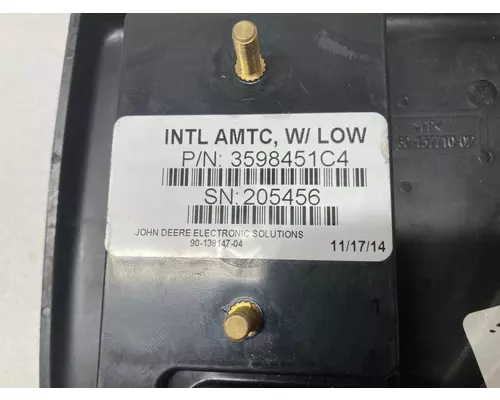 INTL AMTC, W/ LOW
P/N: 3598451C4
SN:205456
JOHN DEERE ELECTRONIC SOLUTIONS
90-138147-04
11/17/14